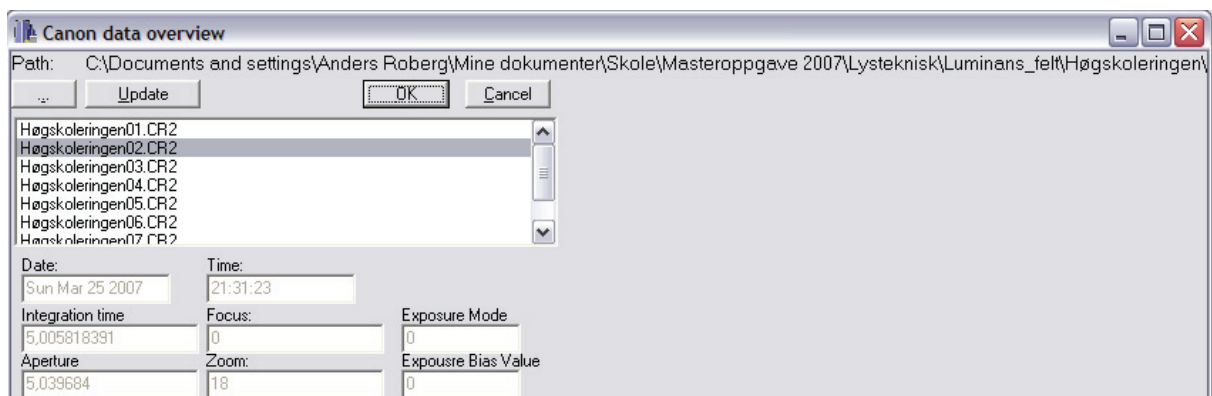 Canon data overview
Path: C:\Documents and settings\Anders Roberg\Mine dokumenter\Skole\Masteroppgave 2007\Lysteknisk\Luminans_felt\Høgskoleringen\
... Update OK Cancel
Høgskoleringen01.CR2
Høgskoleringen02.CR2
Høgskoleringen03.CR2
Høgskoleringen04.CR2
Høgskoleringen05.CR2
Høgskoleringen06.CR2
Høgskoleringen07.CR2
Date: Time:
Sun Mar 25 2007 21:31:23
Integration time Focus: Exposure Mode
5,005818391 0 0
Aperture Zoom: Expousre Bias Value
5,039684 18 0